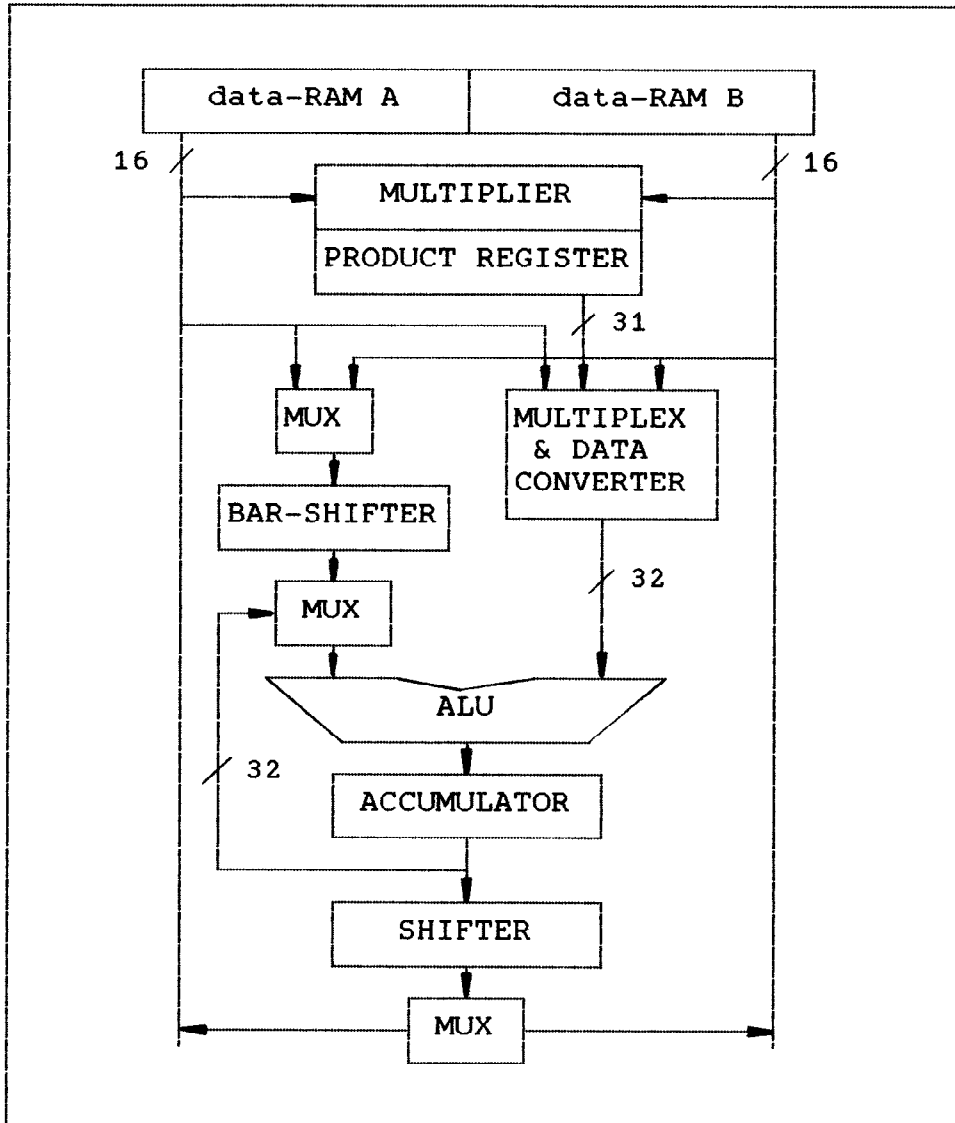 data-RAM A
data-RAM B
16
16
MULTIPLIER
PRODUCT REGISTER
31
MUX
MULTIPLEX
& DATA
CONVERTER
BAR-SHIFTER
32
MUX
ALU
32
ACCUMULATOR
SHIFTER
MUX